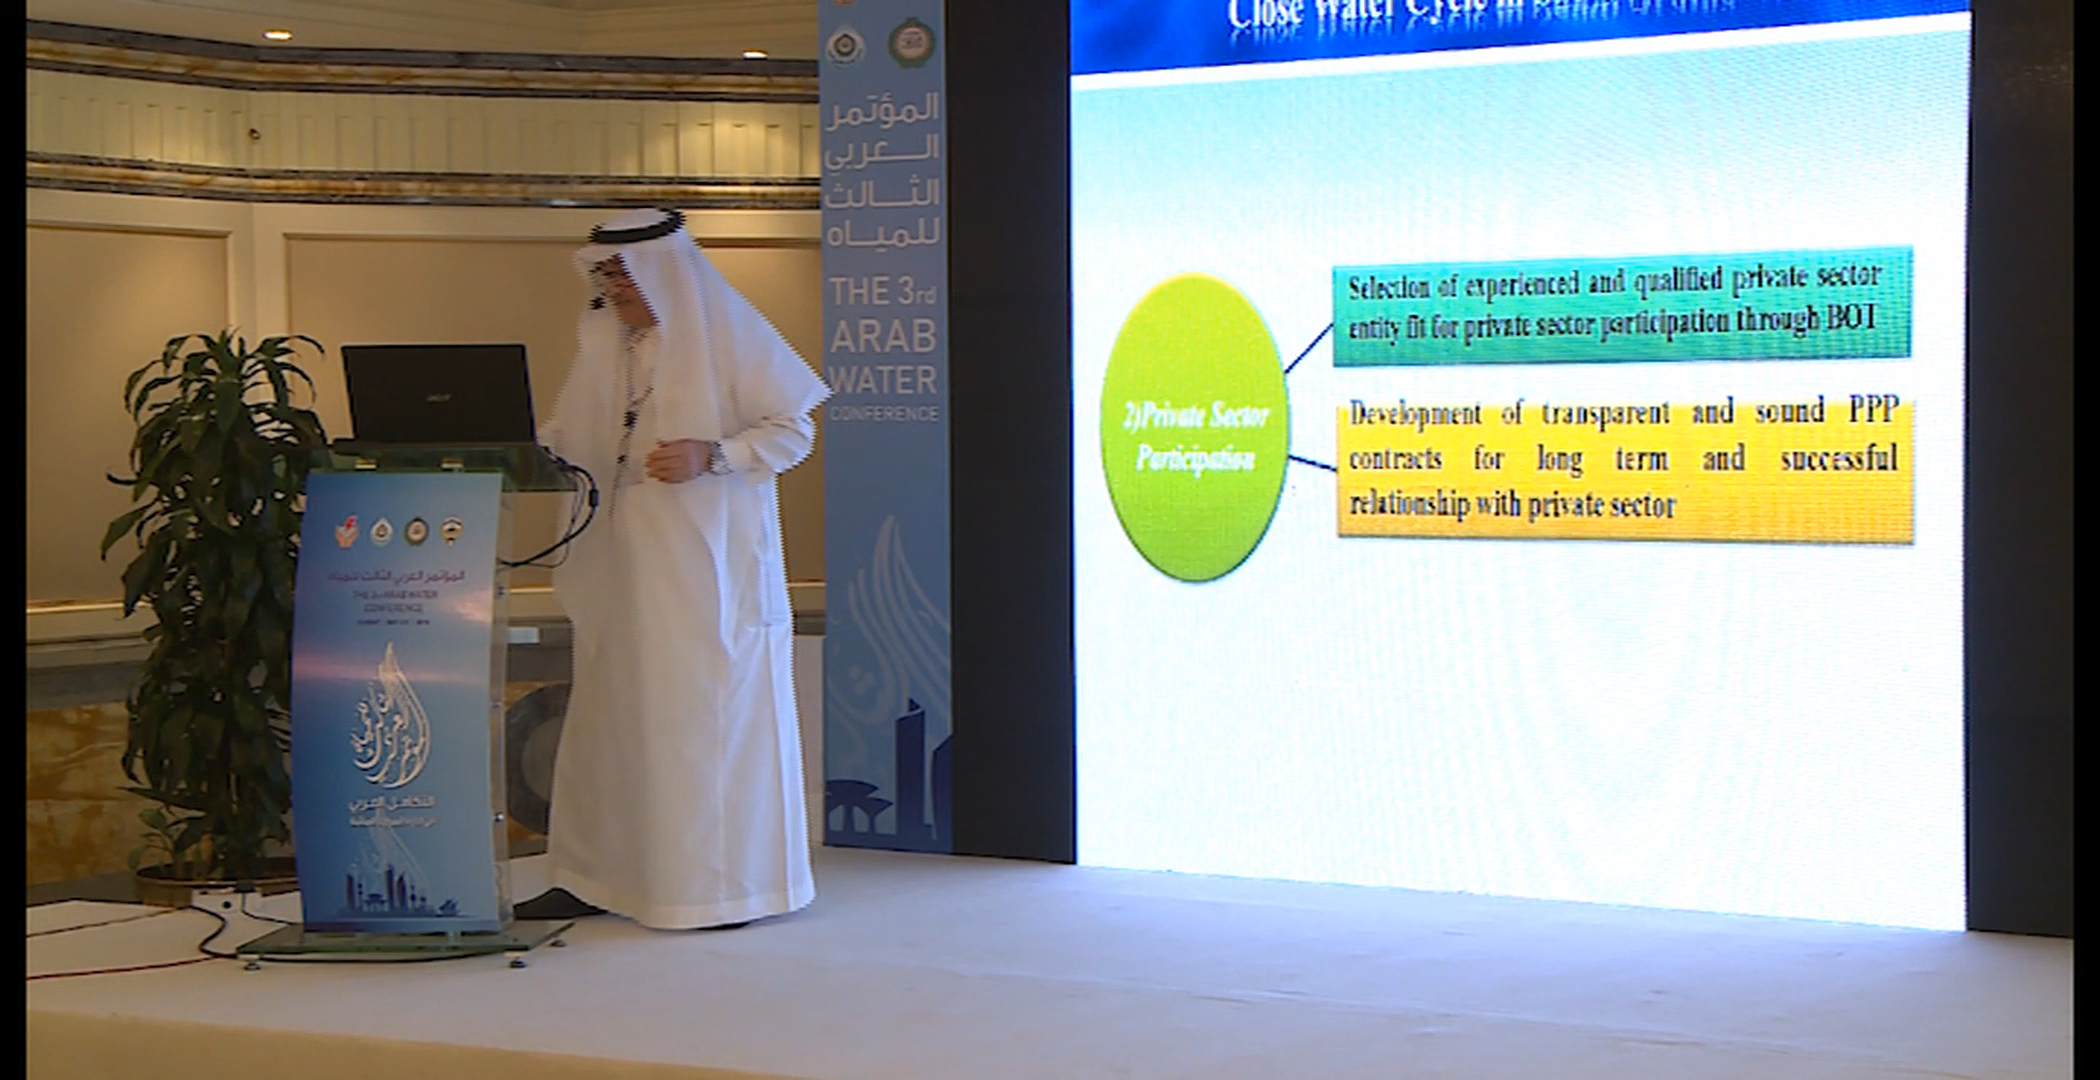 Close Water Cycle in
المؤتمر
العربي
الثالث
للمياه
THE 3rd
ARAB
WATER
CONFERENCE
Selection of experienced and qualified private sector
entity fit for private sector participation through BOT
2)Private Sector
Participation
Development of transparent and sound PPP
contracts for long term and successful
relationship with private sector
acer
المؤتمر العربي الثالث للمياه
THE 3rd ARAB WATER
CONFERENCE
التكامل العربي